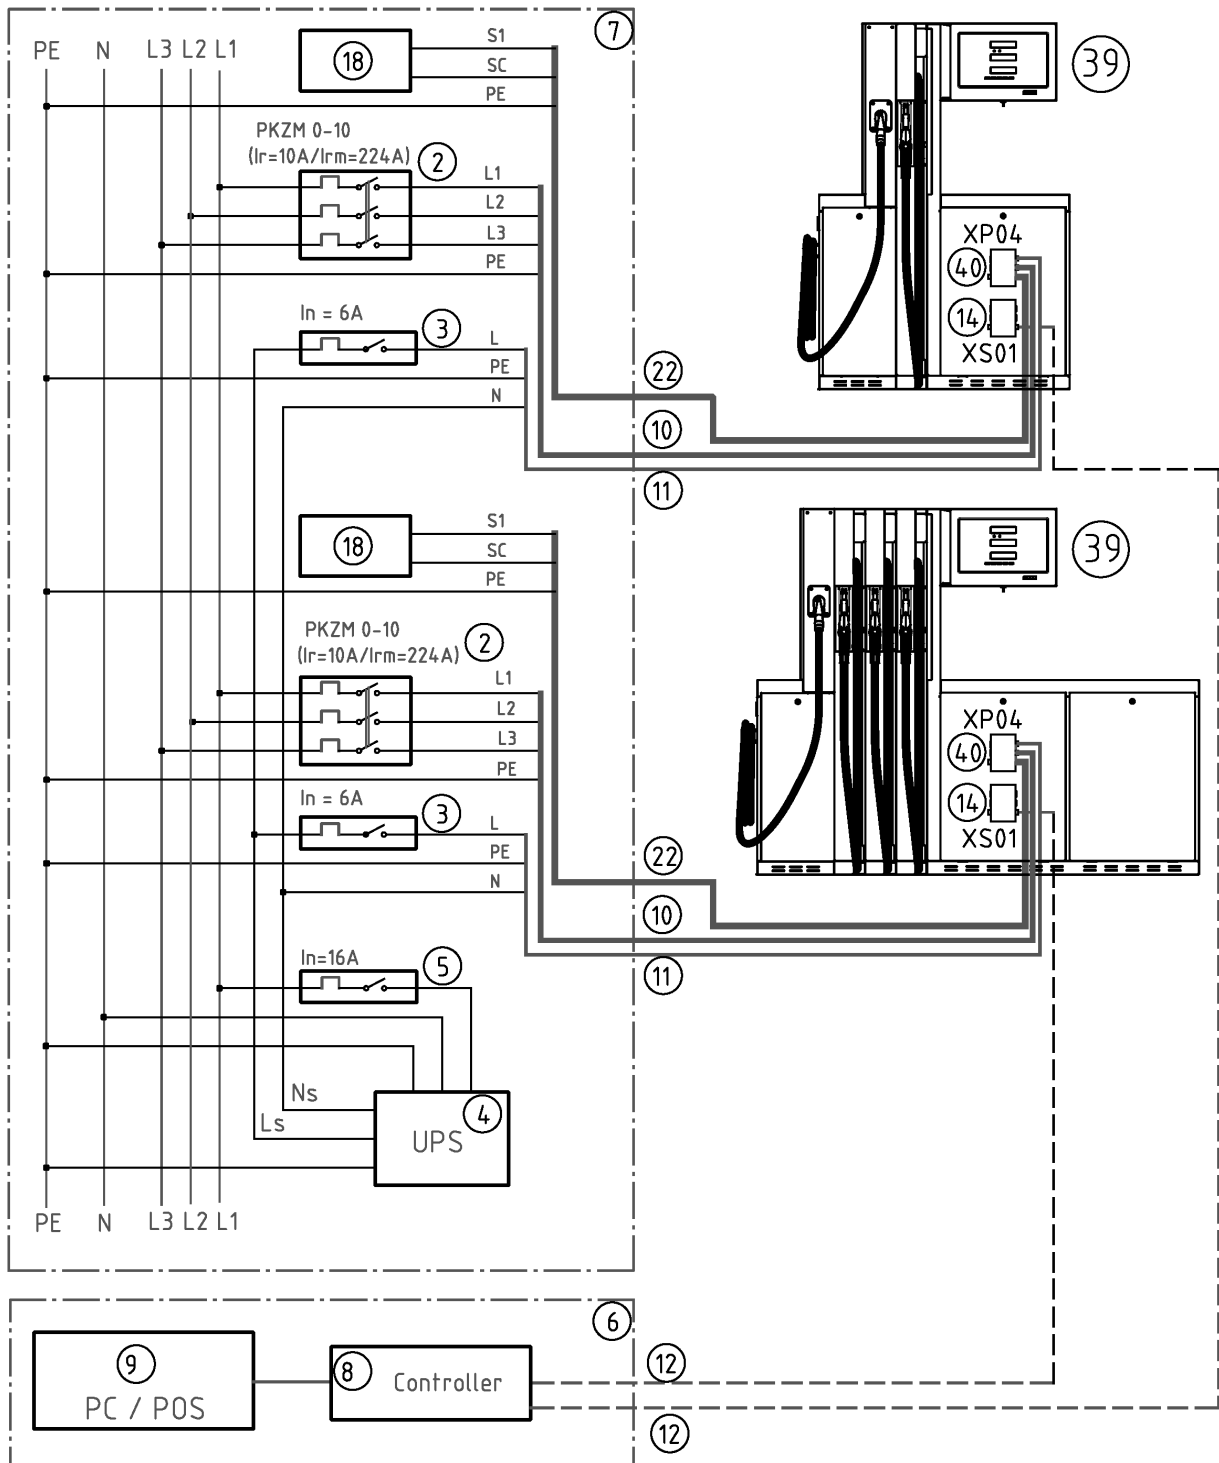 7
PE N L3 L2 L1
18
S1
SC
PE
39
PKZM 0-10
(Ir=10A/Irm=224A)
2
L1
L2
L3
PE
XP04
40
14
XS01
In = 6A
3
L
PE
N
22
10
11
18
S1
SC
PE
39
PKZM 0-10
(Ir=10A/Irm=224A)
2
L1
L2
L3
PE
XP04
40
14
XS01
In = 6A
3
L
PE
N
22
10
11
In=16A
5
Ns
Ls
4
UPS
PE N L3 L2 L1
6
9
PC / POS
8
Controller
12
12